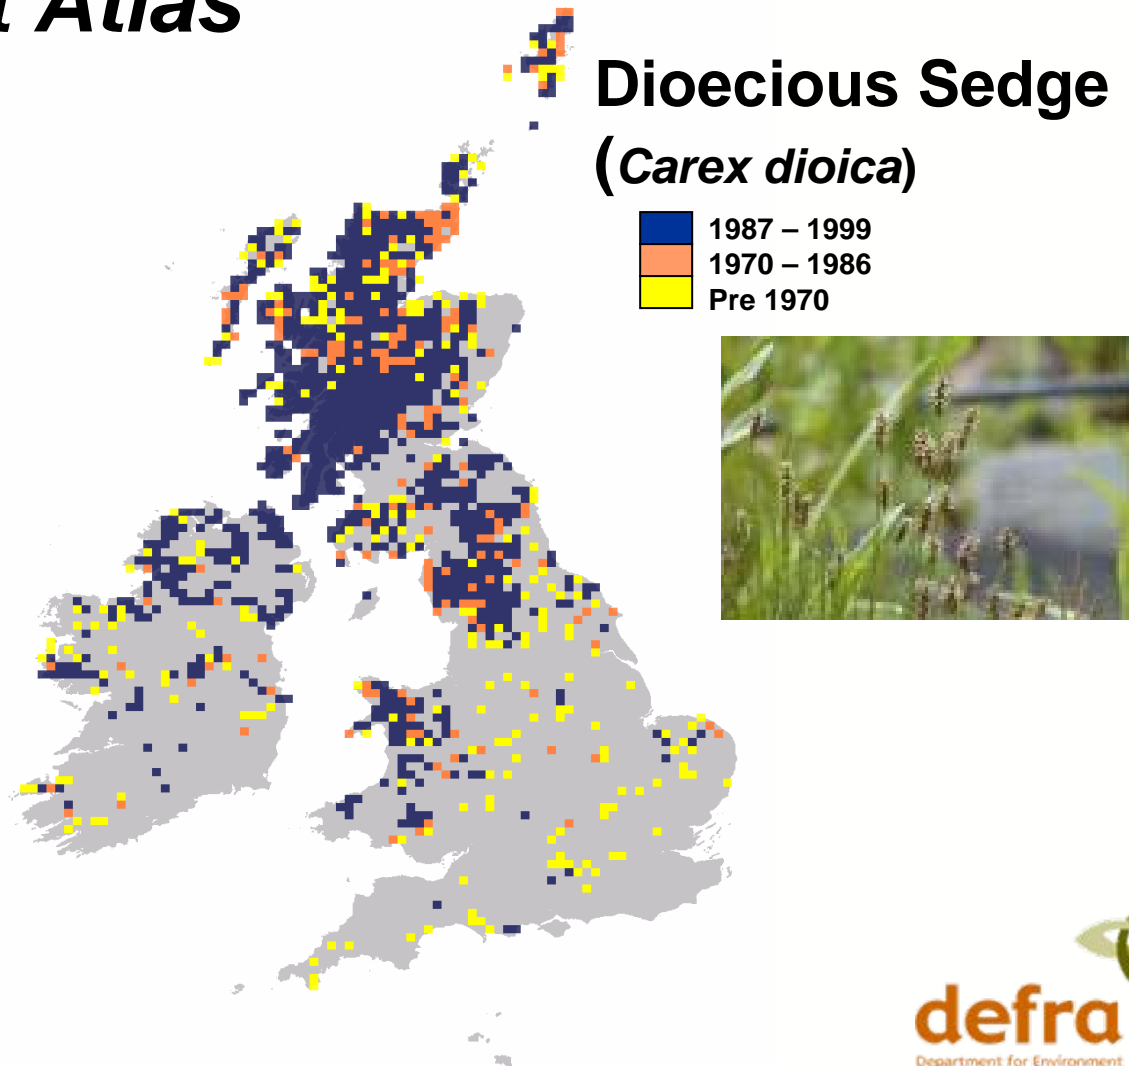 Atlas
Dioecious Sedge
(Carex dioica)
1987 – 1999
1970 – 1986
Pre 1970
defra
Department for Environment